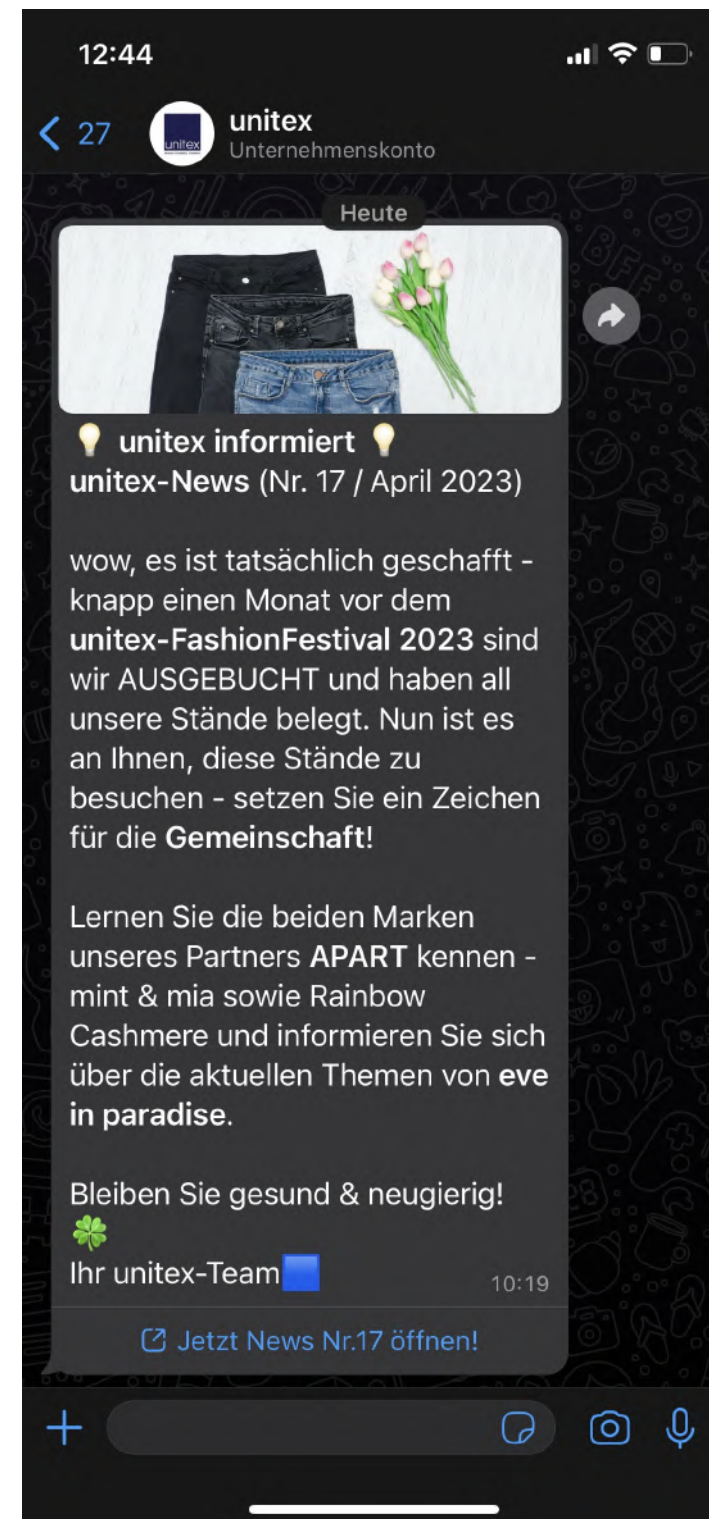 12:44
27
unitex
unitex
Unternehmenskonto
Heute
💡 unitex informiert 💡
unitex-News (Nr. 17 / April 2023)
wow, es ist tatsächlich geschafft -
knapp einen Monat vor dem
unitex-FashionFestival 2023 sind
wir AUSGEBUCHT und haben all
unsere Stände belegt. Nun ist es
an Ihnen, diese Stände zu
besuchen - setzen Sie ein Zeichen
für die Gemeinschaft!
Lernen Sie die beiden Marken
unseres Partners APART kennen -
mint & mia sowie Rainbow
Cashmere und informieren Sie sich
über die aktuellen Themen von eve
in paradise.
Bleiben Sie gesund & neugierig!
🍀
Ihr unitex-Team🟦
10:19
Jetzt News Nr.17 öffnen!